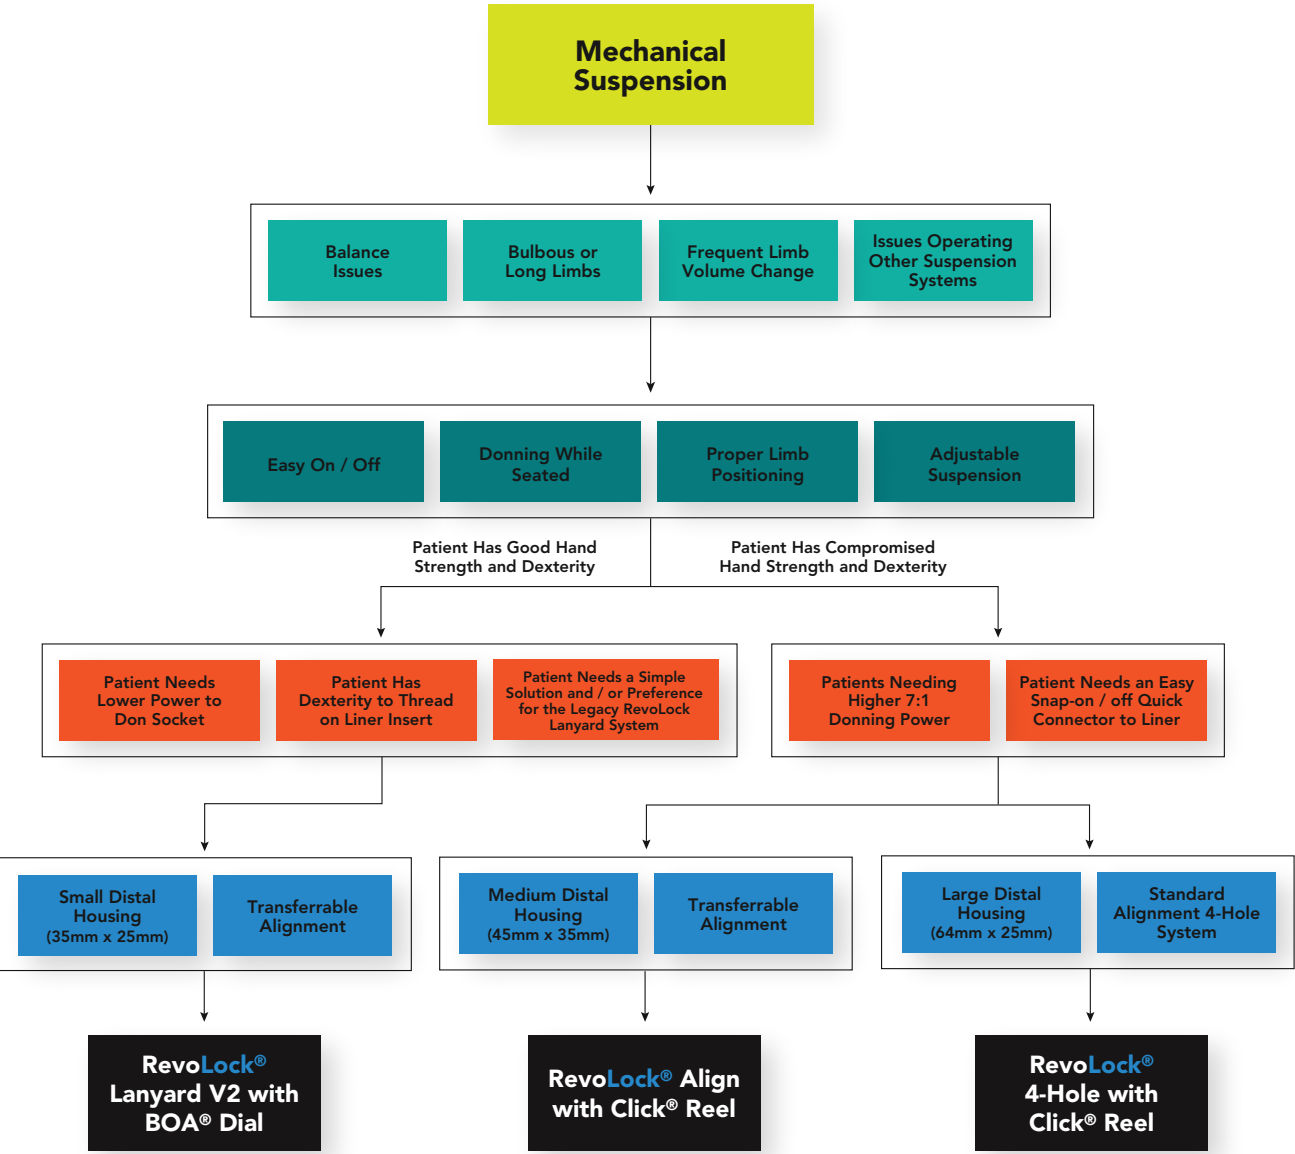 Mechanical
Suspension
Balance
Issues
Bulbous or
Long Limbs
Frequent Limb
Volume Change
Issues Operating
Other Suspension
Systems
Easy On / Off
Donning While
Seated
Proper Limb
Positioning
Adjustable
Suspension
Patient Has Good Hand
Strength and Dexterity
Patient Has Compromised
Hand Strength and Dexterity
Patient Needs
Lower Power to
Don Socket
Patient Has
Dexterity to Thread
on Liner Insert
Patient Needs a Simple
Solution and / or Preference
for the Legacy RevoLock
Lanyard System
Patients Needing
Higher 7:1
Donning Power
Patient Needs an Easy
Snap-on / off Quick
Connector to Liner
Small Distal
Housing
(35mm x 25mm)
Transferrable
Alignment
Medium Distal
Housing
(45mm x 35mm)
Transferrable
Alignment
Large Distal
Housing
(64mm x 25mm)
Standard
Alignment 4-Hole
System
RevoLock®
Lanyard V2 with
BOA® Dial
RevoLock® Align
with Click® Reel
RevoLock®
4-Hole with
Click® Reel